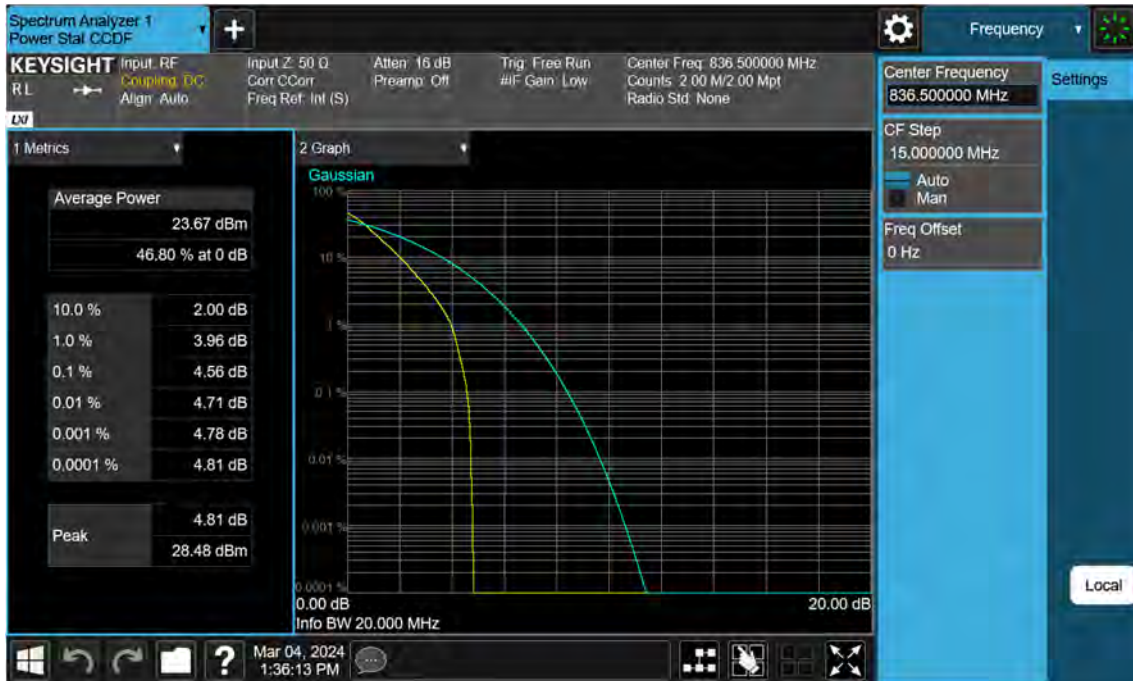 Spectrum Analyzer 1
Power Stat CCDF
+
Frequency
KEYSIGHT
RL
LXI
Input: RF
Coupling: DC
Align: Auto
Input Z: 50 Ω
Corr CCorr
Freq Ref: Int (S)
Atten: 16 dB
Preamp: Off
Trig: Free Run
#IF Gain: Low
Center Freq: 836.500000 MHz
Counts: 2.00 M/2.00 Mpt
Radio Std: None
Center Frequency
836.500000 MHz
Settings
CF Step
15.000000 MHz
Auto
Man
Freq Offset
0 Hz
1 Metrics
Average Power
23.67 dBm
46.80 % at 0 dB
10.0 % 2.00 dB
1.0 % 3.96 dB
0.1 % 4.56 dB
0.01 % 4.71 dB
0.001 % 4.78 dB
0.0001 % 4.81 dB
Peak
4.81 dB
28.48 dBm
2 Graph
Gaussian
100 %
10 %
1 %
0.1 %
0.01 %
0.001 %
0.0001 %
0.00 dB 20.00 dB
Info BW 20.000 MHz
Local
?
Mar 04, 2024
1:36:13 PM